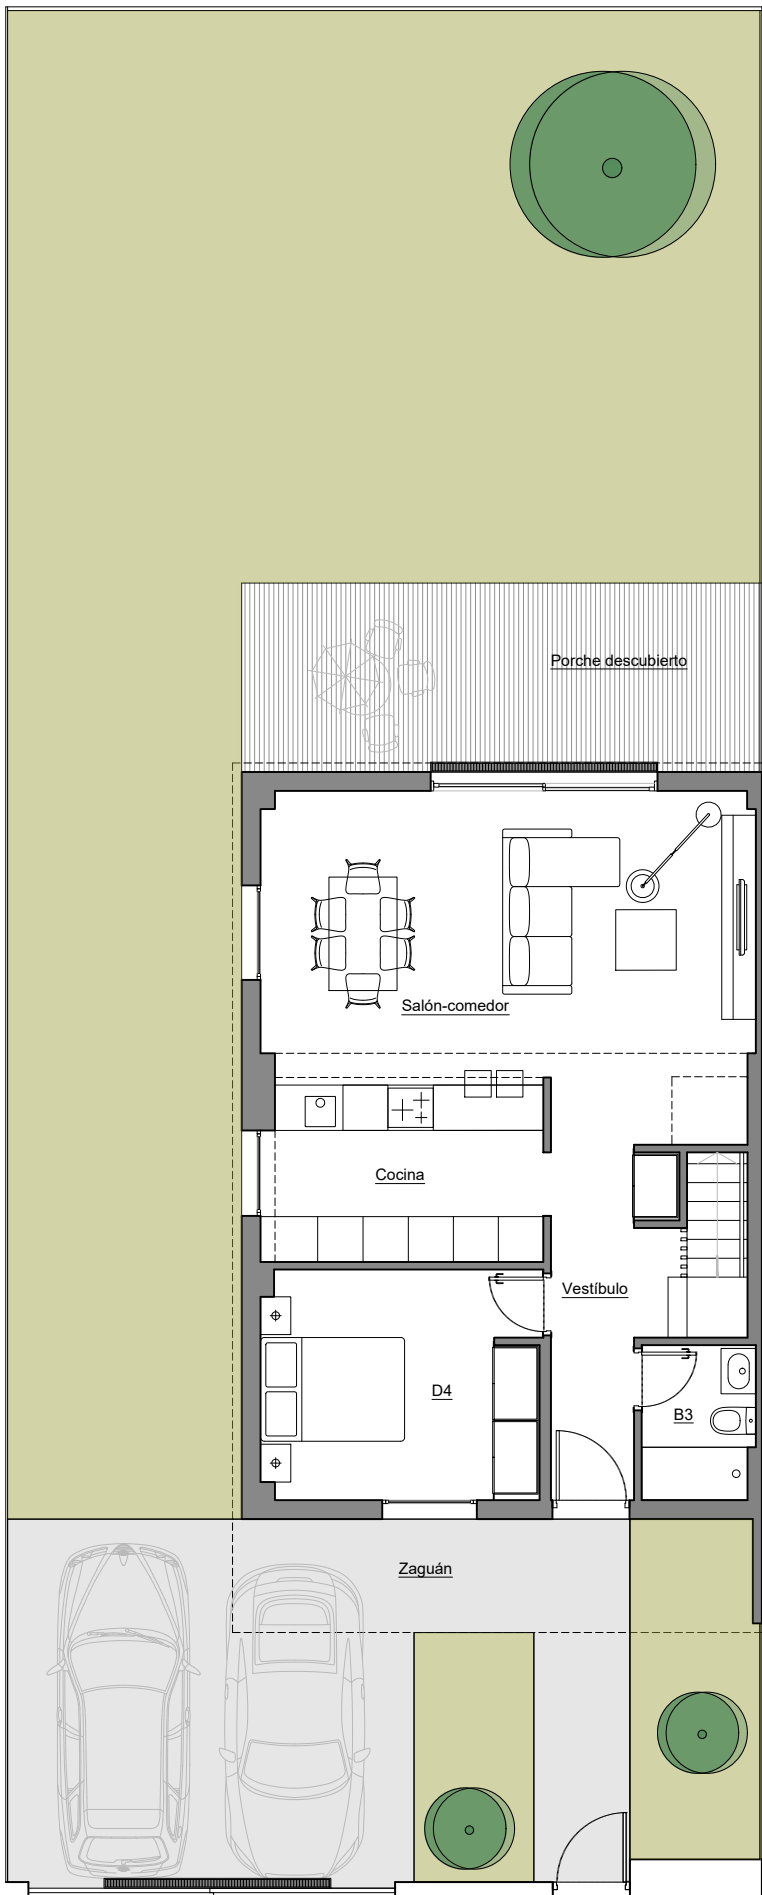 Porche descubierto
Salón-comedor
Cocina
Vestíbulo
D4
B3
Zaguán